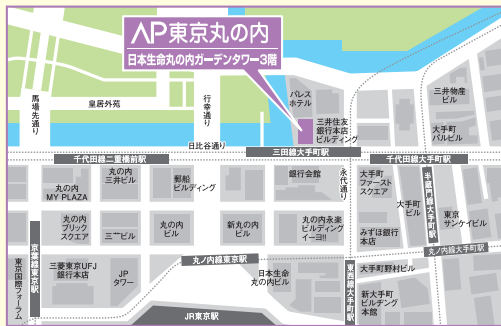 AP東京丸の内
日本生命丸の内ガーデンタワー3階
馬場先通り
皇居外苑
行幸通り
パレス
ホテル
三井住友
銀行本店
ビルディング
三井物産
ビル
大手町
パルビル
日比谷通り
千代田線二重橋前駅
三田線大手町駅
千代田線大手町駅
丸の内
MY PLAZA
丸の内
三井ビル
郵船
ビルディング
銀行会館
永代通り
大手町
ファースト
スクエア
大手町
ビル
半蔵門線大手町駅
東京
サンケイビル
京葉線東京駅
丸の内
ブリック
スクエア
三菱ビル
丸の内
ビル
新丸の内
ビル
丸の内永楽
ビルディング
イーヨ!!
みずほ銀行
本店
丸ノ内線東京駅
丸ノ内線大手町駅
東京国際フォーラム
三菱東京UFJ
銀行本店
JP
タワー
日本生命
丸の内ビル
東西線大手町駅
大手町野村ビル
新大手町
ビルヂング
本館
JR東京駅